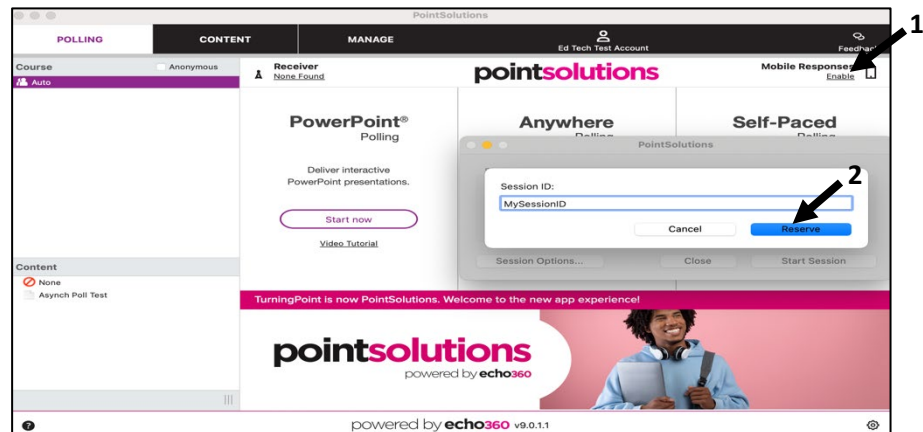 PointSolutions
1
POLLING
CONTENT
MANAGE
Ed Tech Test Account
Feedback
Course
Anonymous
Auto
Receiver
None Found
pointsolutions
Mobile Responses
Enable
PowerPoint®
Polling
Deliver interactive
PowerPoint presentations.
Start now
Video Tutorial
Anywhere
Polling
Self-Paced
Polling
PointSolutions
2
Session ID:
MySessionID
Cancel
Reserve
Session Options...
Close
Start Session
Content
None
Asynch Poll Test
TurningPoint is now PointSolutions. Welcome to the new app experience!
pointsolutions
powered by echo360
powered by echo360 v9.0.1.1